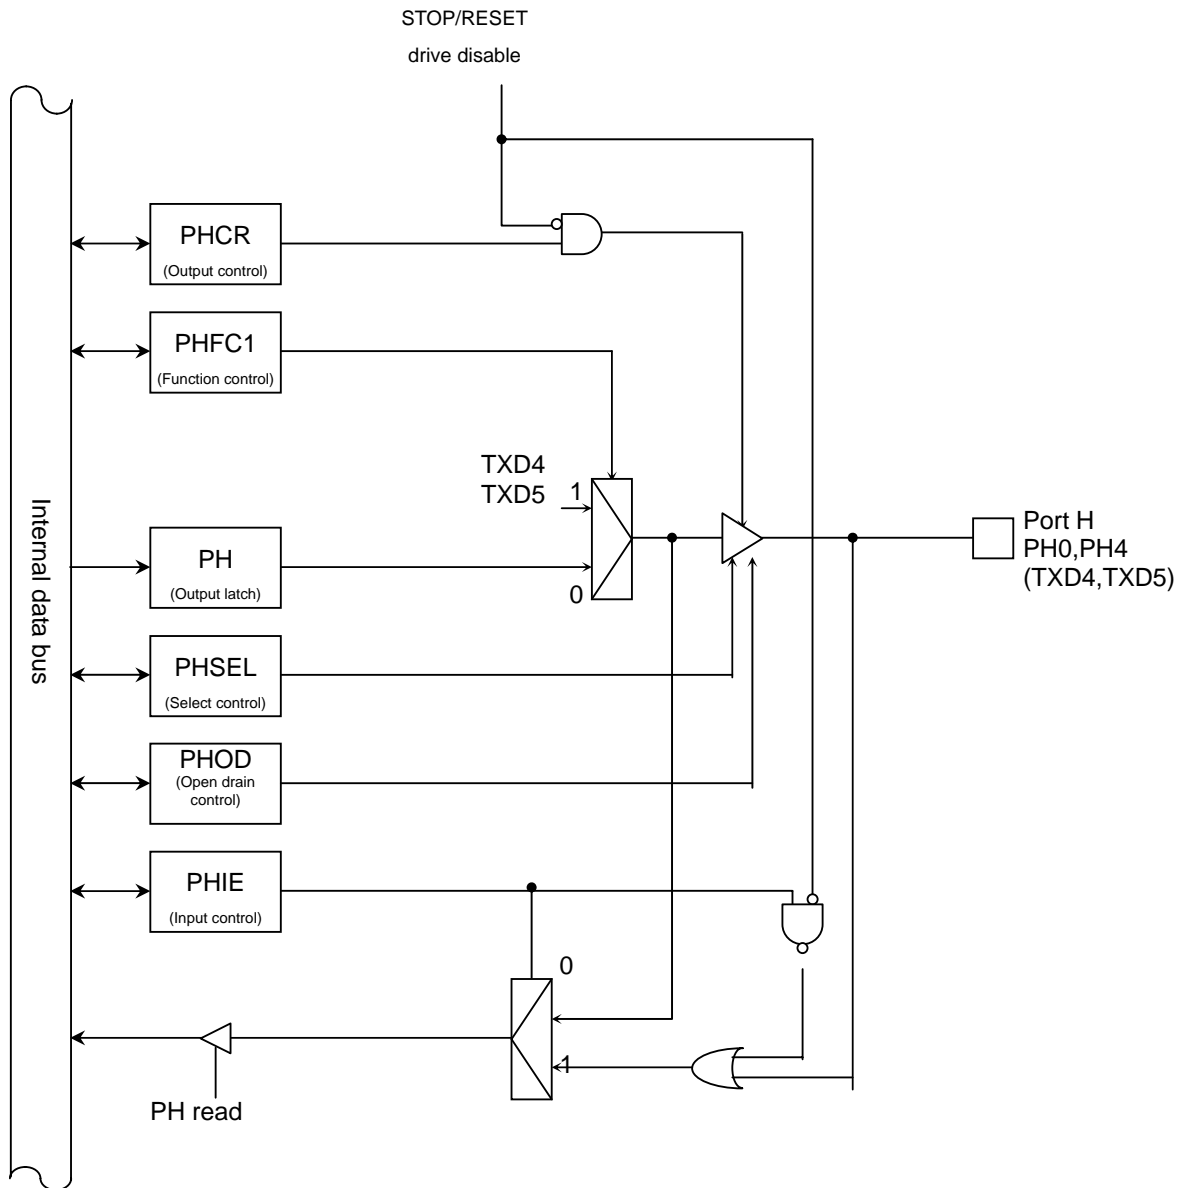 STOP/RESET
drive disable
PHCR
(Output control)
PHFC1
(Function control)
TXD4
TXD5
1
Internal data bus
PH
(Output latch)
0
Port H
PH0,PH4
(TXD4,TXD5)
PHSEL
(Select control)
PHOD
(Open drain
control)
PHIE
(Input control)
0
1
PH read